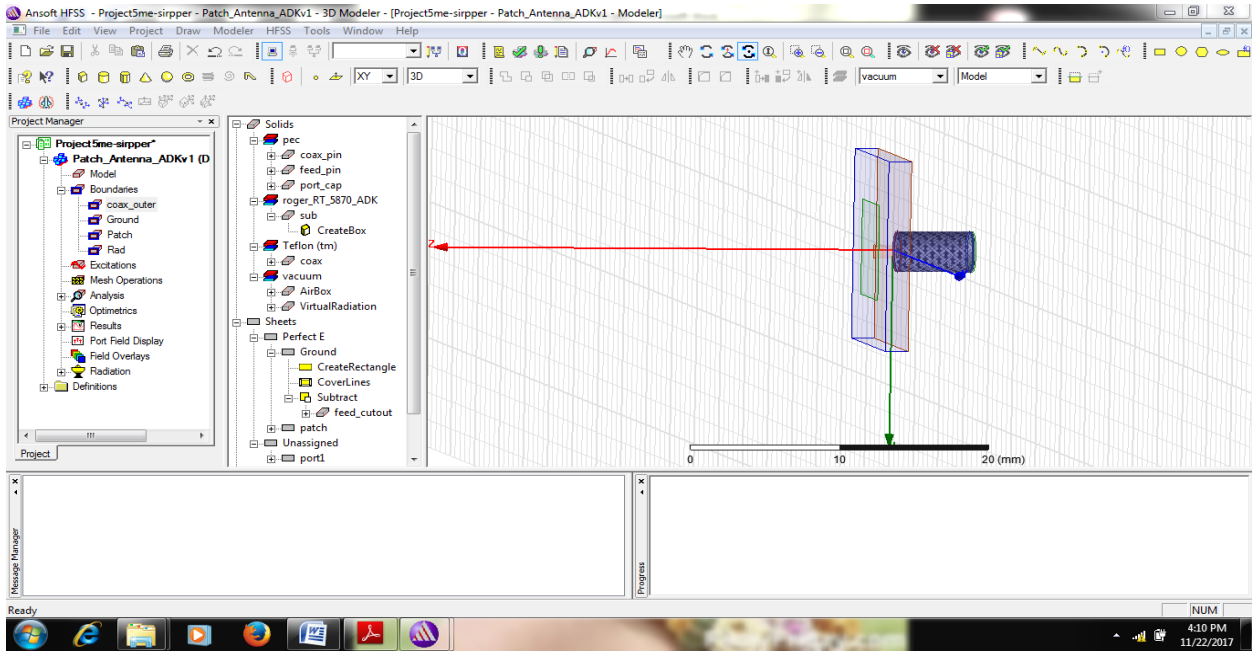 Ansoft HFSS - Project5me-sirpper - Patch_Antenna_ADKv1 - 3D Modeler - [Project5me-sirpper - Patch_Antenna_ADKv1 - Modeler]
File Edit View Project Draw Modeler HFSS Tools Window Help
XY 3D vacuum Model
Project Manager
Project5me-sirpper*
Patch_Antenna_ADKv1 (D
Model
Boundaries
coax_outer
Ground
Patch
Rad
Excitations
Mesh Operations
Analysis
Optimetrics
Results
Port Field Display
Field Overlays
Radiation
Definitions
Project
Solids
pec
coax_pin
feed_pin
port_cap
roger_RT_5870_ADK
sub
CreateBox
Teflon (tm)
coax
vacuum
AirBox
VirtualRadiation
Sheets
Perfect E
Ground
CreateRectangle
CoverLines
Subtract
feed_cutout
patch
Unassigned
port1
Z
0 10 20 (mm)
Message Manager
Progress
Ready
NUM
4:10 PM
11/22/2017